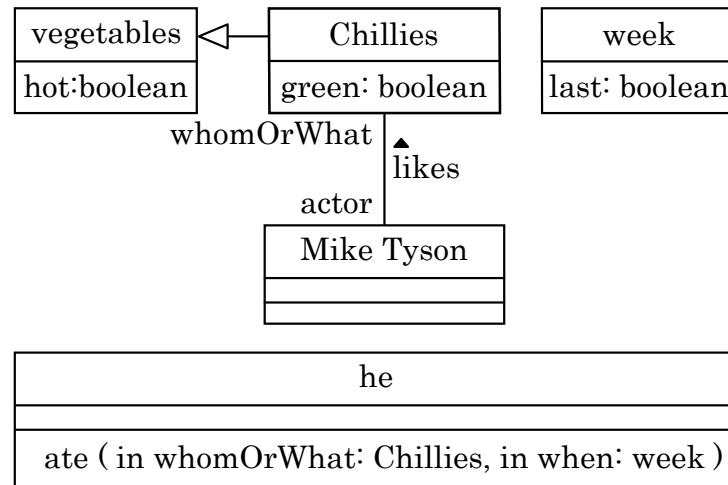 vegetables
hot:boolean
Chillies
green: boolean
week
last: boolean
whomOrWhat
likes
actor
Mike Tyson
he
ate ( in whomOrWhat: Chillies, in when: week )